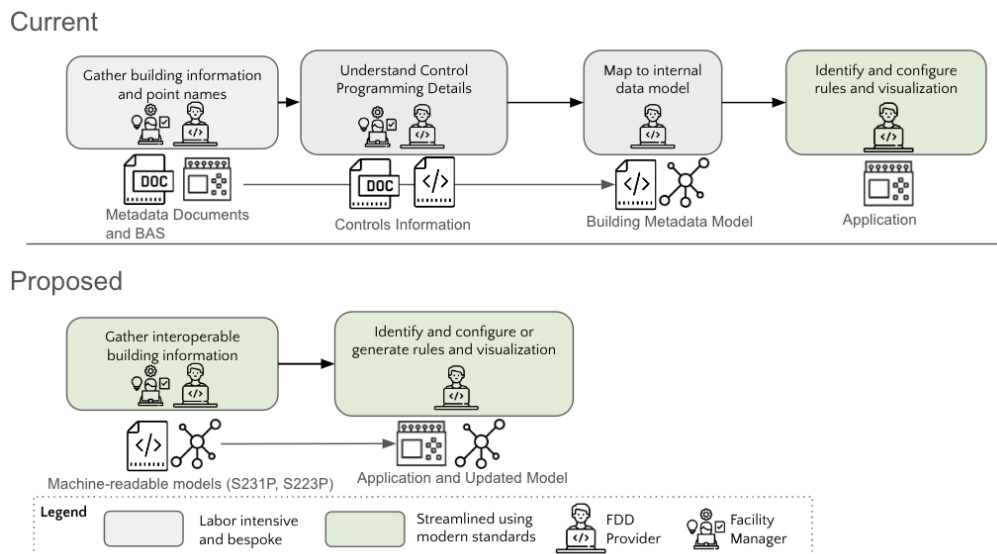 Current
Gather building information
and point names
Understand Control
Programming Details
Map to internal
data model
Identify and configure
rules and visualization
</>
</>
</>
</>
DOC
DOC
</>
</>
Metadata Documents
and BAS
Controls Information
Building Metadata Model
Application
Proposed
Gather interoperable
building information
Identify and configure or
generate rules and visualization
</>
</>
</>
Machine-readable models (S231P, S223P)
Application and Updated Model
Legend
Labor intensive
and bespoke
Streamlined using
modern standards
</>
FDD
Provider
Facility
Manager